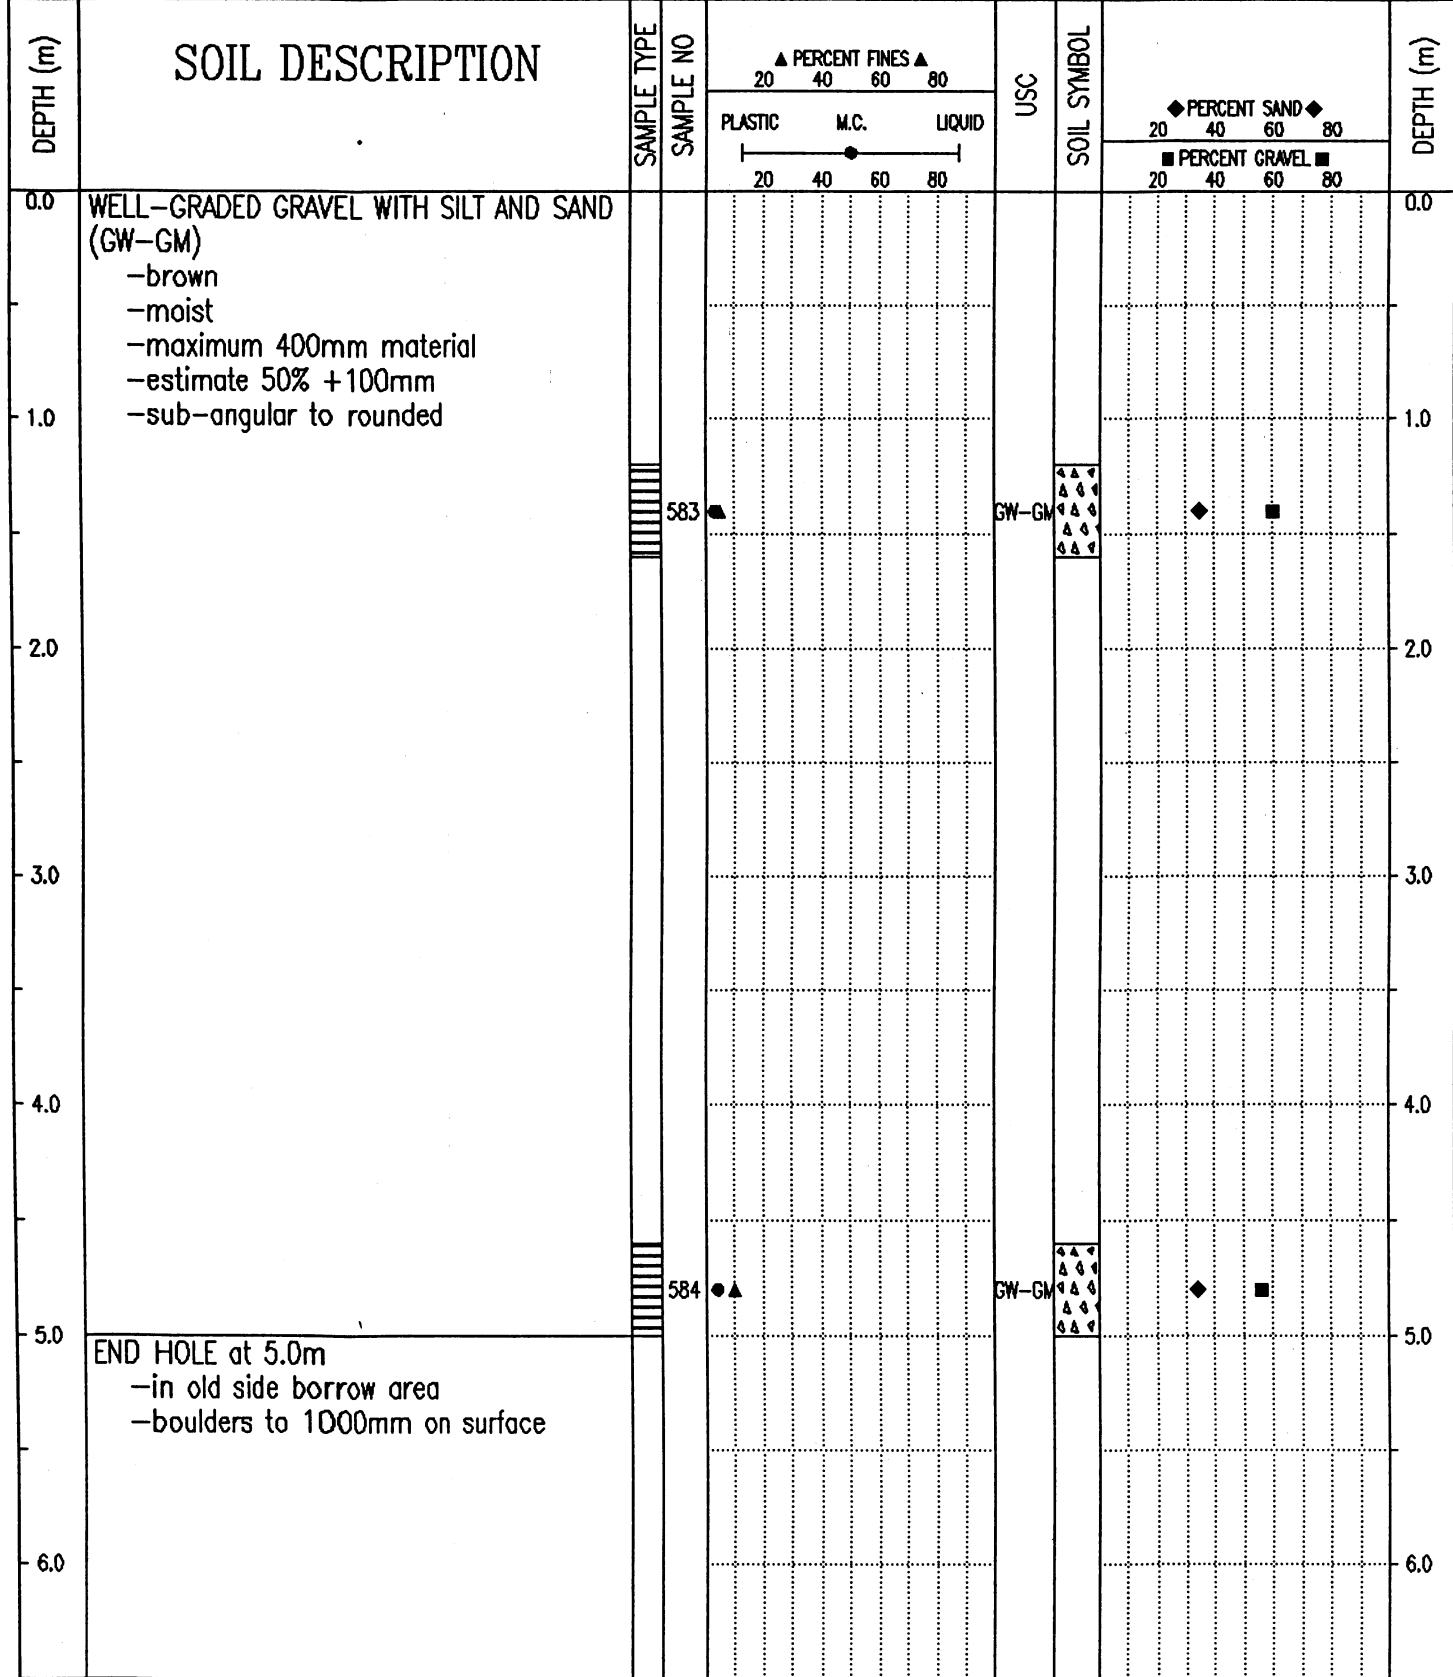 DEPTH (m)
SOIL DESCRIPTION
SAMPLE TYPE
SAMPLE NO
▲ PERCENT FINES ▲
20 40 60 80
PLASTIC M.C. LIQUID
20 40 60 80
USC
SOIL SYMBOL
◆ PERCENT SAND ◆
20 40 60 80
■ PERCENT GRAVEL ■
20 40 60 80
DEPTH (m)
0.0 WELL-GRADED GRAVEL WITH SILT AND SAND 0.0
(GW-GM)
-brown
-moist
-maximum 400mm material
-estimate 50% +100mm
1.0 -sub-angular to rounded 1.0
583 GW-GM
2.0 2.0
3.0 3.0
4.0 4.0
584 GW-GM
5.0 5.0
END HOLE at 5.0m
-in old side borrow area
-boulders to 1000mm on surface
6.0 6.0